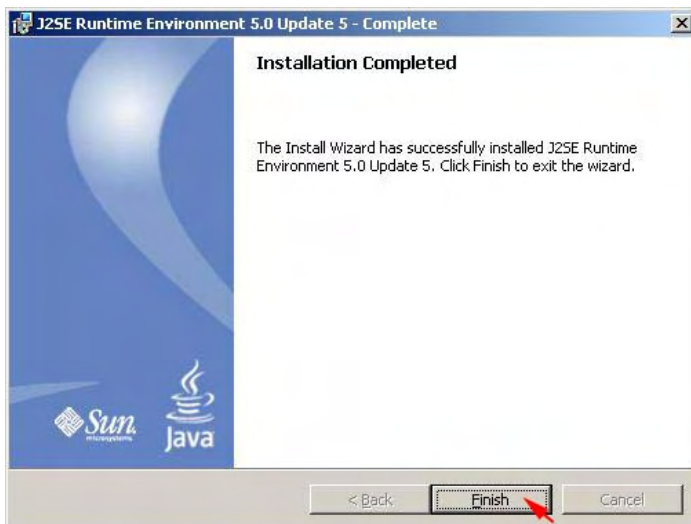 J2SE Runtime Environment 5.0 Update 5 - Complete
Installation Completed
The Install Wizard has successfully installed J2SE Runtime
Environment 5.0 Update 5. Click Finish to exit the wizard.
Sun
microsystems
Java
< Back
Finish
Cancel